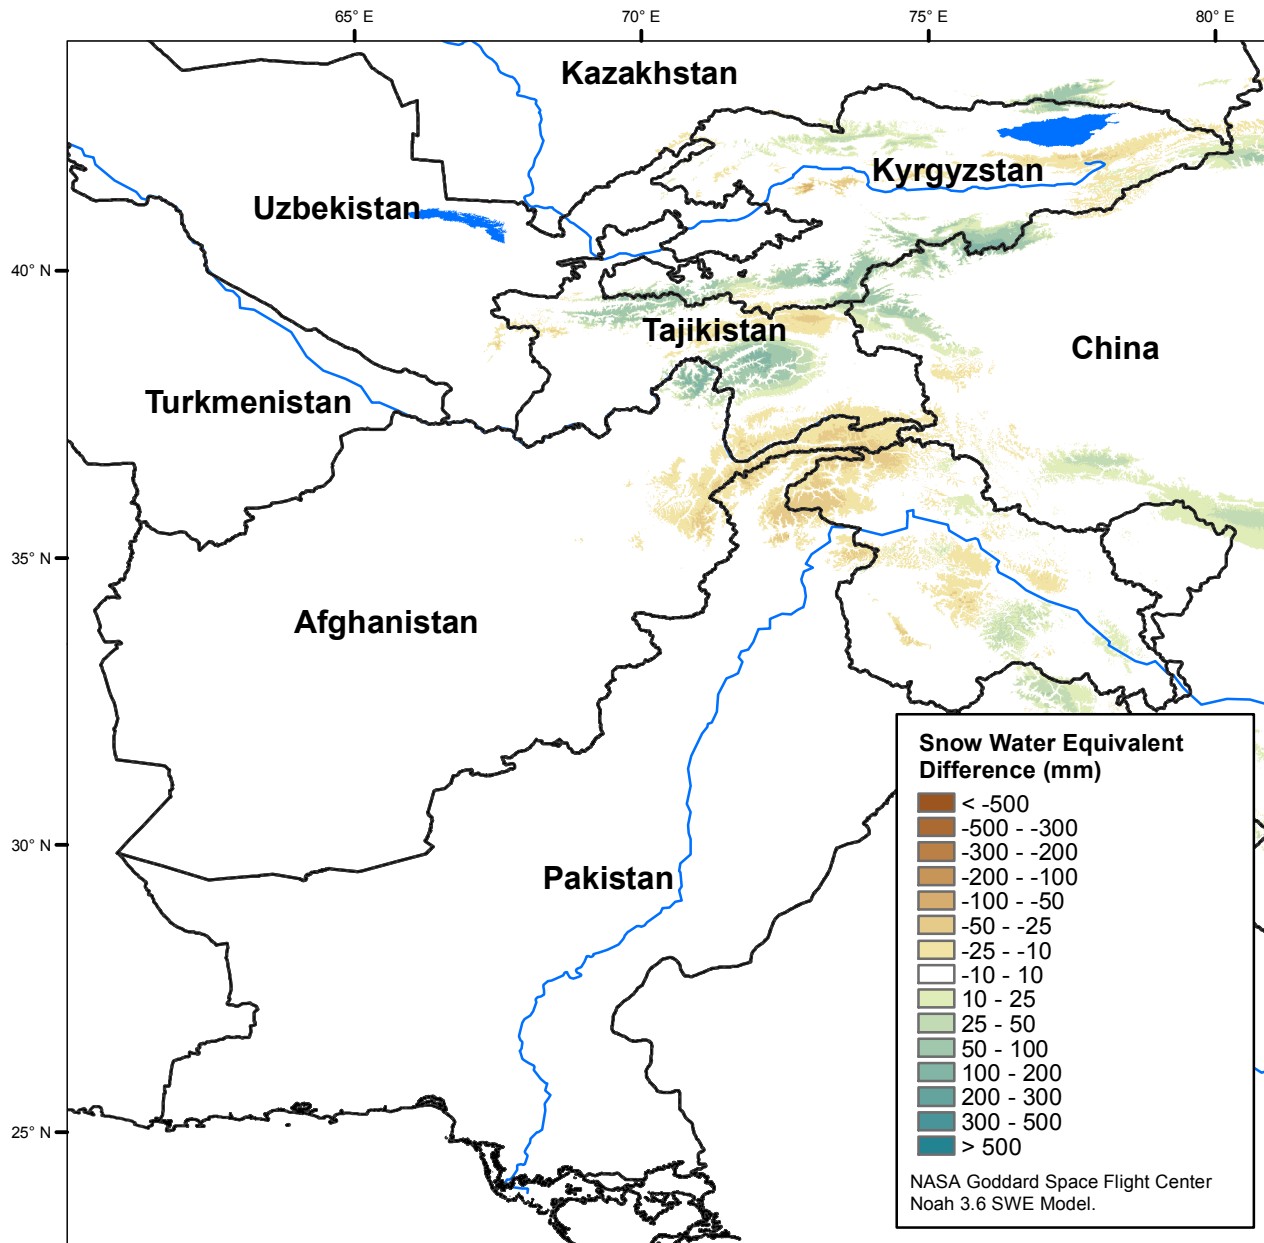 65° E
70° E
75° E
80° E
Kazakhstan
Kyrgyzstan
Uzbekistan
40° N
Tajikistan
China
Turkmenistan
35° N
Afghanistan
Snow Water Equivalent
Difference (mm)
< -500
-500 - -300
-300 - -200
-200 - -100
-100 - -50
-50 - -25
-25 - -10
-10 - 10
10 - 25
25 - 50
50 - 100
100 - 200
200 - 300
300 - 500
> 500
30° N
Pakistan
25° N
NASA Goddard Space Flight Center
Noah 3.6 SWE Model.